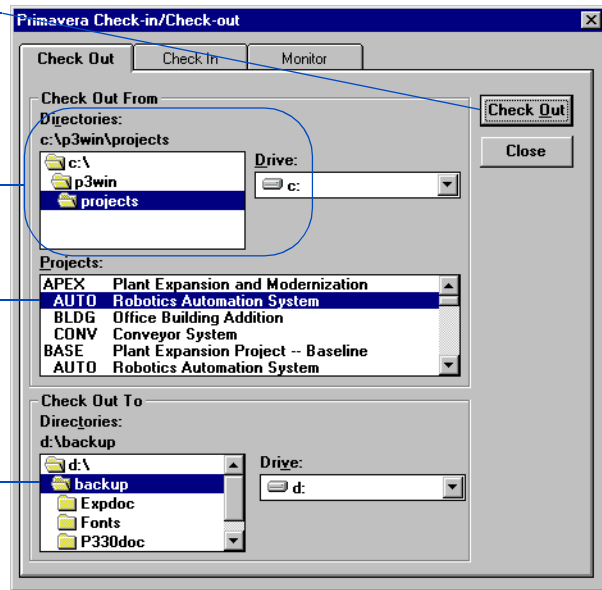 Primavera Check-in/Check-out
Check Out Check In Monitor
Check Out From
Directories:
c:\p3win\projects
c:\
p3win
projects
Drive:
c:
Check Out
Close
Projects:
APEX Plant Expansion and Modernization
AUTO Robotics Automation System
BLDG Office Building Addition
CONV Conveyor System
BASE Plant Expansion Project -- Baseline
AUTO Robotics Automation System
Check Out To
Directories:
d:\backup
d:\
backup
Expdoc
Fonts
P330doc
Drive:
d: